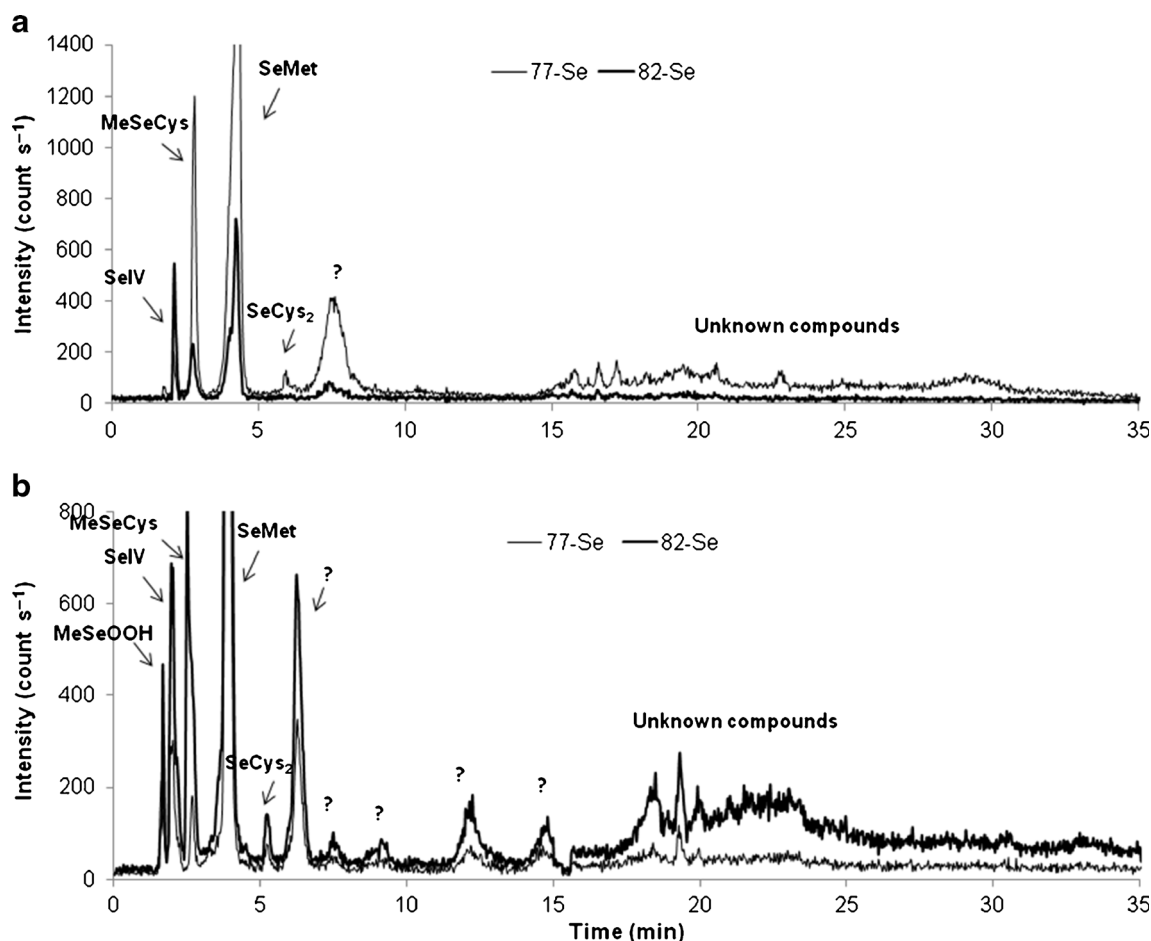 a
1400
1200
1000
800
600
400
200
0
Intensity (count s⁻¹)
77-Se 82-Se
SeMet
MeSeCys
SeIV
SeCys₂
?
Unknown compounds
0 5 10 15 20 25 30 35
b
800
600
400
200
0
Intensity (count s⁻¹)
77-Se 82-Se
MeSeCys
SeMet
SeIV
?
MeSeOOH
Unknown compounds
SeCys₂
? ? ? ?
0 5 10 15 20 25 30 35
Time (min)